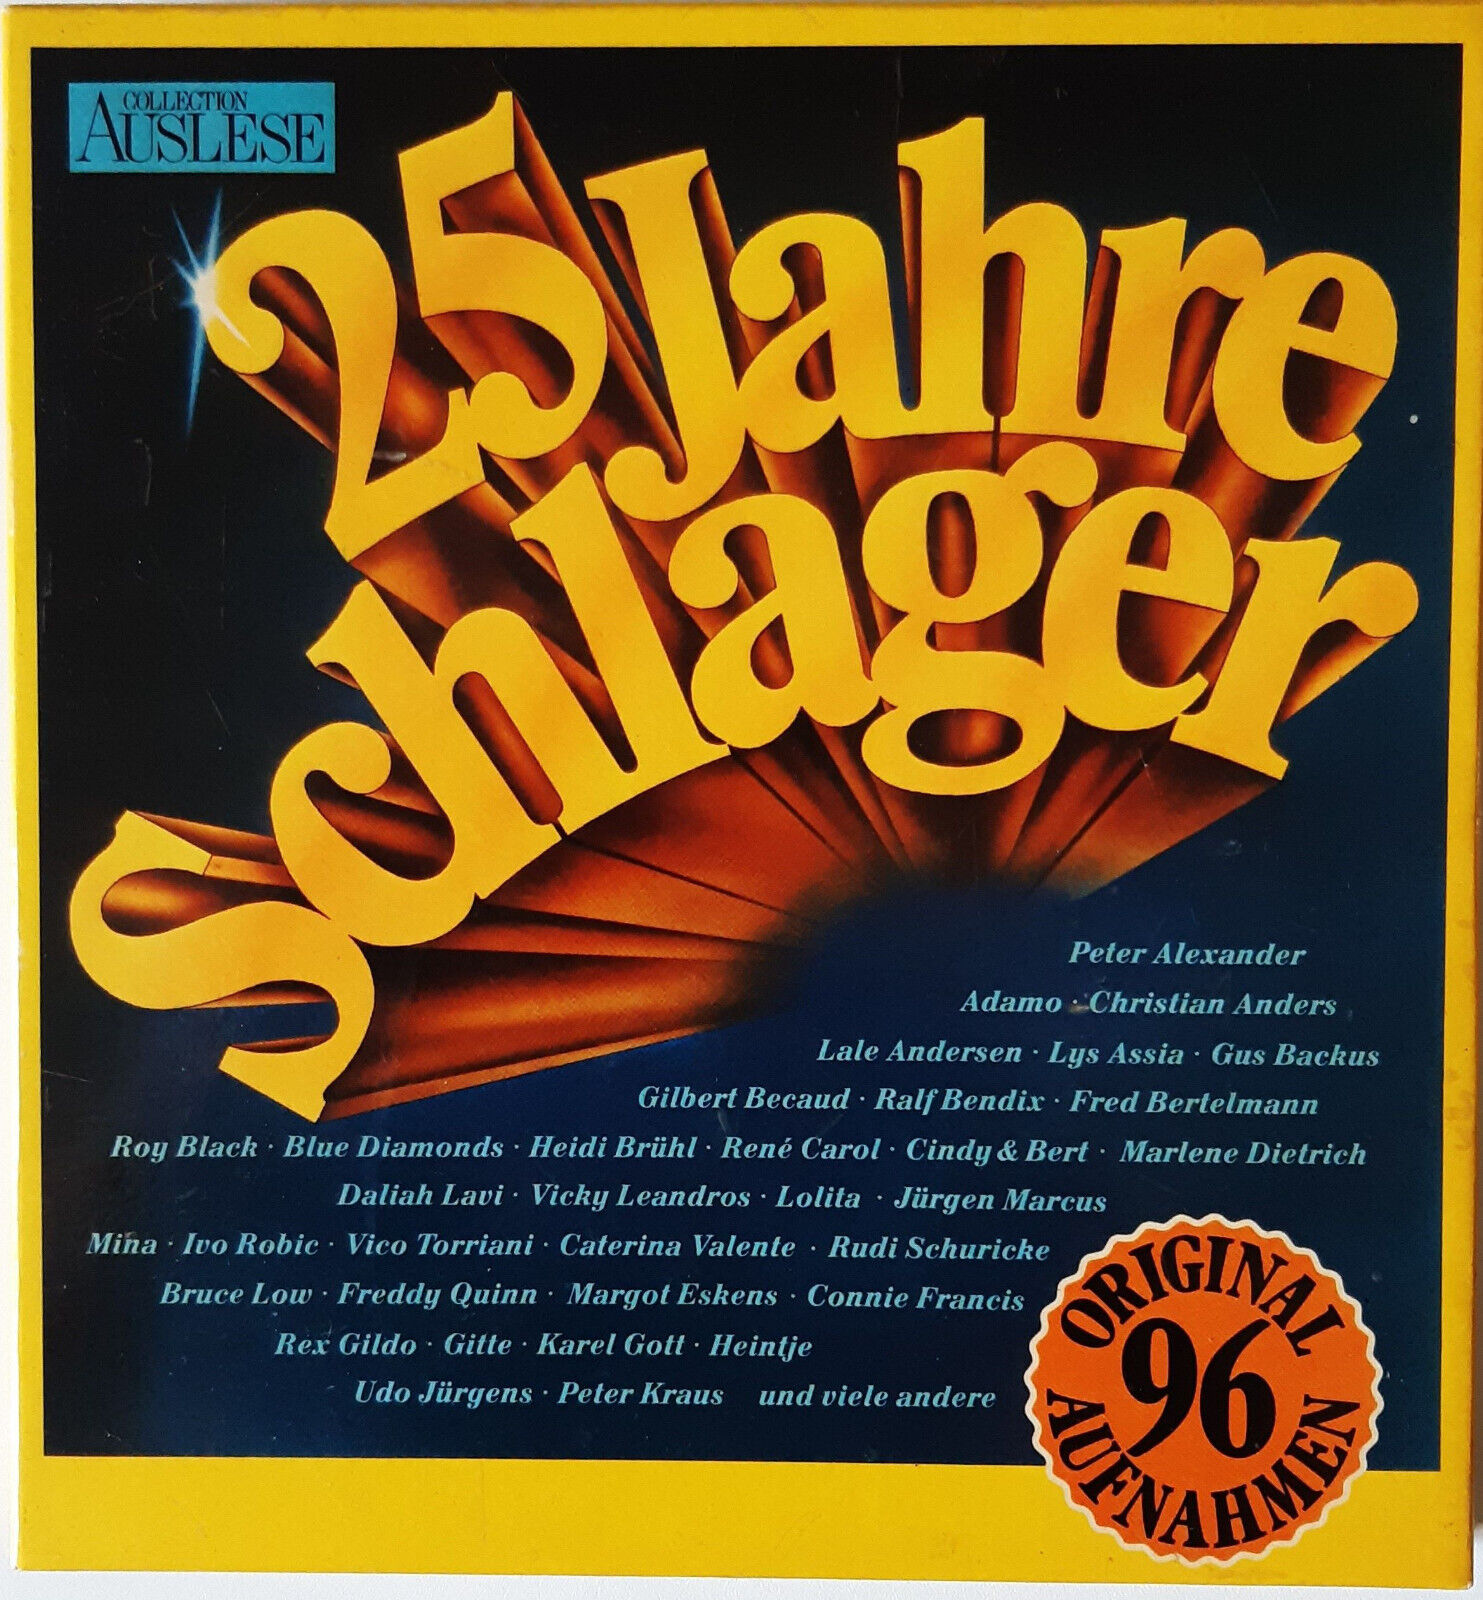 COLLECTION
AUSLESE
25 Jahre
Schlager
Peter Alexander
Adamo · Christian Anders
Lale Andersen · Lys Assia · Gus Backus
Gilbert Becaud · Ralf Bendix · Fred Bertelmann
Roy Black · Blue Diamonds · Heidi Brühl · René Carol · Cindy & Bert · Marlene Dietrich
Daliah Lavi · Vicky Leandros · Lolita · Jürgen Marcus
Mina · Ivo Robic · Vico Torriani · Caterina Valente · Rudi Schuricke
Bruce Low · Freddy Quinn · Margot Eskens · Connie Francis
Rex Gildo · Gitte · Karel Gott · Heintje
Udo Jürgens · Peter Kraus und viele andere
ORIGINAL
96
AUFNAHMEN